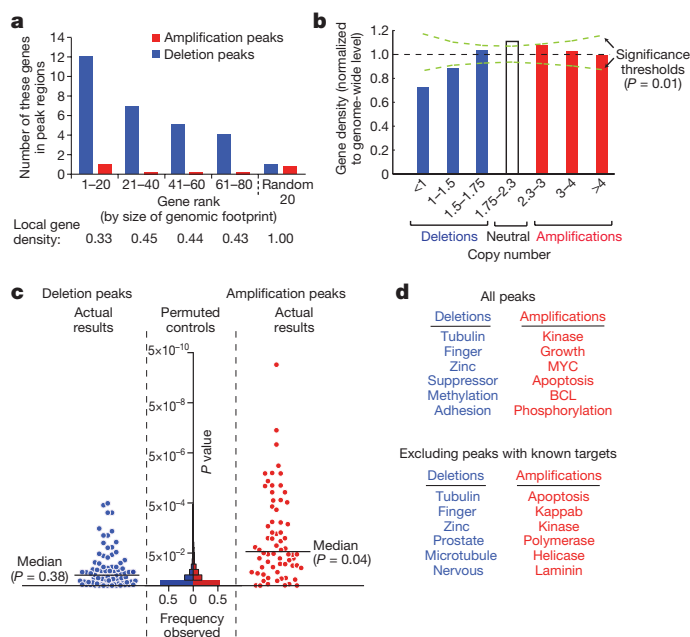 a
Amplification peaks
Deletion peaks
Number of these genes
in peak regions
14
12
10
8
6
4
2
0
1–20
21–40
41–60
61–80
Random
20
Gene rank
(by size of genomic footprint)
Local gene
density:
0.33
0.45
0.44
0.43
1.00
b
Gene density (normalized
to genome-wide level)
1.2
1.0
0.8
0.6
0.4
0.2
0
Significance
thresholds
(P = 0.01)
<1
1–1.5
1.5–1.75
1.75–2.3
2.3–3
3–4
>4
Deletions
Neutral
Amplifications
Copy number
c
Deletion peaks
Actual
results
Permuted
controls
Amplification peaks
Actual
results
5×10⁻¹⁰
5×10⁻⁸
5×10⁻⁶
5×10⁻⁴
5×10⁻²
P value
Median
(P = 0.38)
Median
(P = 0.04)
0.5
0
0.5
Frequency
observed
d
All peaks
Deletions
Amplifications
Tubulin
Kinase
Finger
Growth
Zinc
MYC
Suppressor
Apoptosis
Methylation
BCL
Adhesion
Phosphorylation
Excluding peaks with known targets
Deletions
Amplifications
Tubulin
Apoptosis
Finger
Kappab
Zinc
Kinase
Prostate
Polymerase
Microtubule
Helicase
Nervous
Laminin